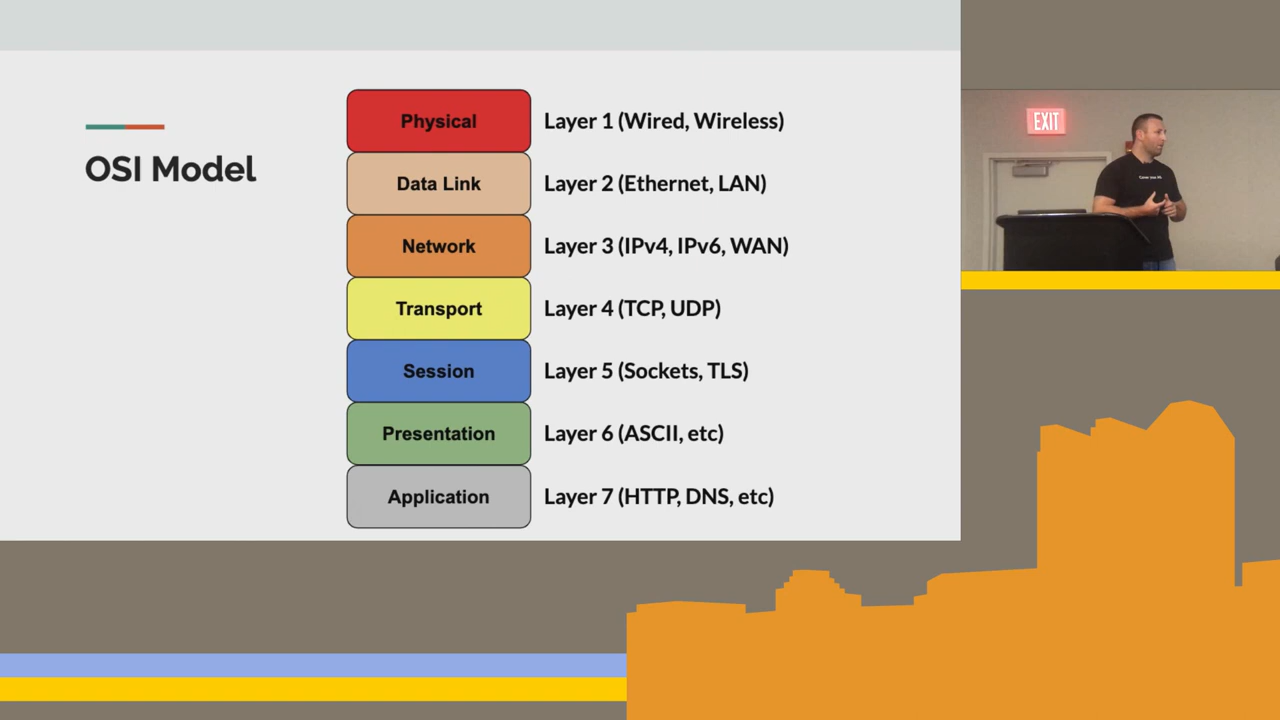 OSI Model
Physical
Layer 1 (Wired, Wireless)
Data Link
Layer 2 (Ethernet, LAN)
Network
Layer 3 (IPv4, IPv6, WAN)
Transport
Layer 4 (TCP, UDP)
Session
Layer 5 (Sockets, TLS)
Presentation
Layer 6 (ASCII, etc)
Application
Layer 7 (HTTP, DNS, etc)
EXIT